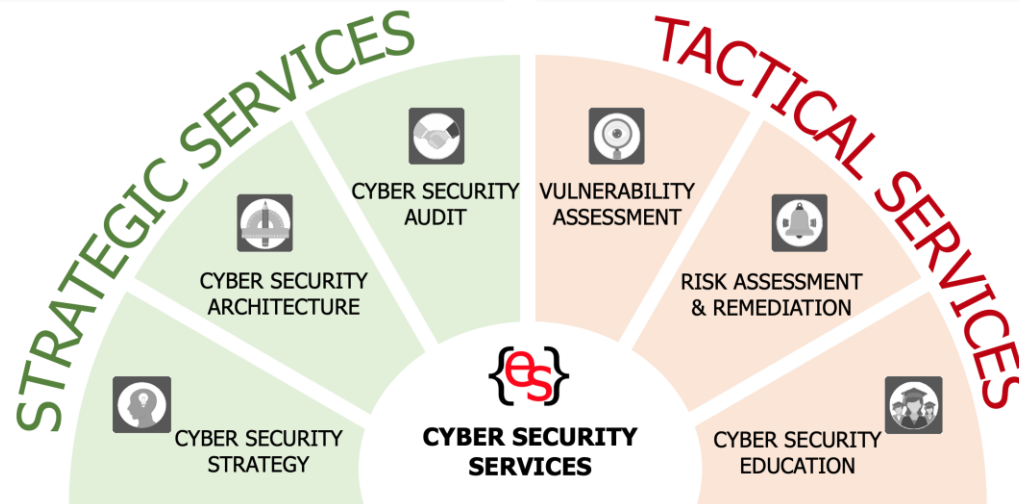 STRATEGIC SERVICES
TACTICAL SERVICES
CYBER SECURITY
STRATEGY
CYBER SECURITY
ARCHITECTURE
CYBER SECURITY
AUDIT
VULNERABILITY
ASSESSMENT
RISK ASSESSMENT
& REMEDIATION
CYBER SECURITY
EDUCATION
{es}
CYBER SECURITY
SERVICES